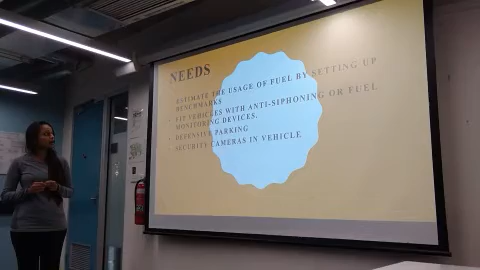 NEEDS
ESTIMATE THE USAGE OF FUEL BY SETTING UP
BENCHMARKS
FIT VEHICLES WITH ANTI-SIPHONING OR FUEL
MONITORING DEVICES.
DEFENSIVE PARKING
SECURITY CAMERAS IN VEHICLE